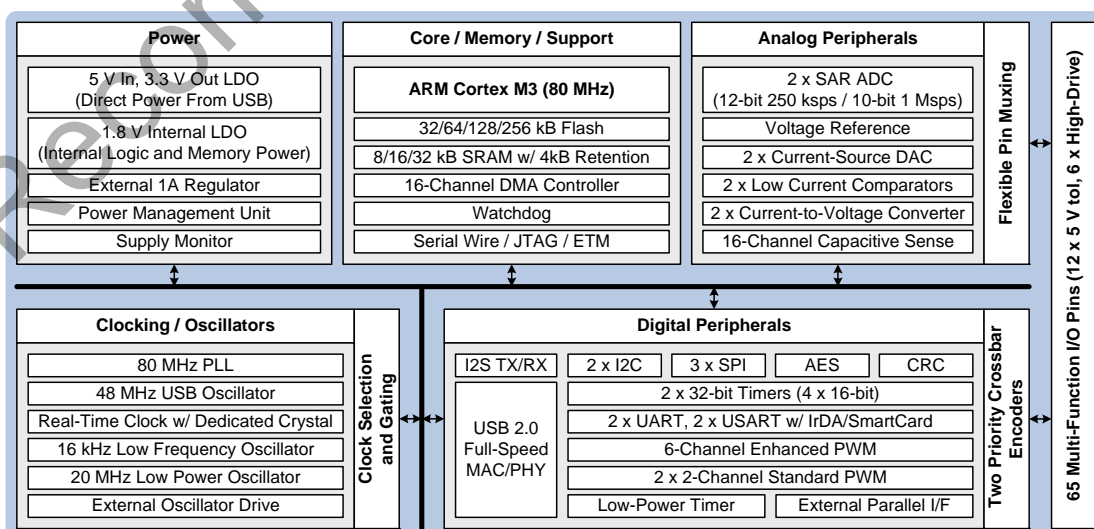 Power
5 V In, 3.3 V Out LDO
(Direct Power From USB)
1.8 V Internal LDO
(Internal Logic and Memory Power)
External 1A Regulator
Power Management Unit
Supply Monitor
Core / Memory / Support
ARM Cortex M3 (80 MHz)
32/64/128/256 kB Flash
8/16/32 kB SRAM w/ 4kB Retention
16-Channel DMA Controller
Watchdog
Serial Wire / JTAG / ETM
Analog Peripherals
2 x SAR ADC
(12-bit 250 ksps / 10-bit 1 Msps)
Voltage Reference
2 x Current-Source DAC
2 x Low Current Comparators
2 x Current-to-Voltage Converter
16-Channel Capacitive Sense
Flexible Pin Muxing
65 Multi-Function I/O Pins (12 x 5 V tol, 6 x High-Drive)
Clocking / Oscillators
80 MHz PLL
48 MHz USB Oscillator
Real-Time Clock w/ Dedicated Crystal
16 kHz Low Frequency Oscillator
20 MHz Low Power Oscillator
External Oscillator Drive
Clock Selection
and Gating
Digital Peripherals
I2S TX/RX
2 x I2C
3 x SPI
AES
CRC
USB 2.0
Full-Speed
MAC/PHY
2 x 32-bit Timers (4 x 16-bit)
2 x UART, 2 x USART w/ IrDA/SmartCard
6-Channel Enhanced PWM
2 x 2-Channel Standard PWM
Low-Power Timer
External Parallel I/F
Two Priority Crossbar
Encoders
Recom